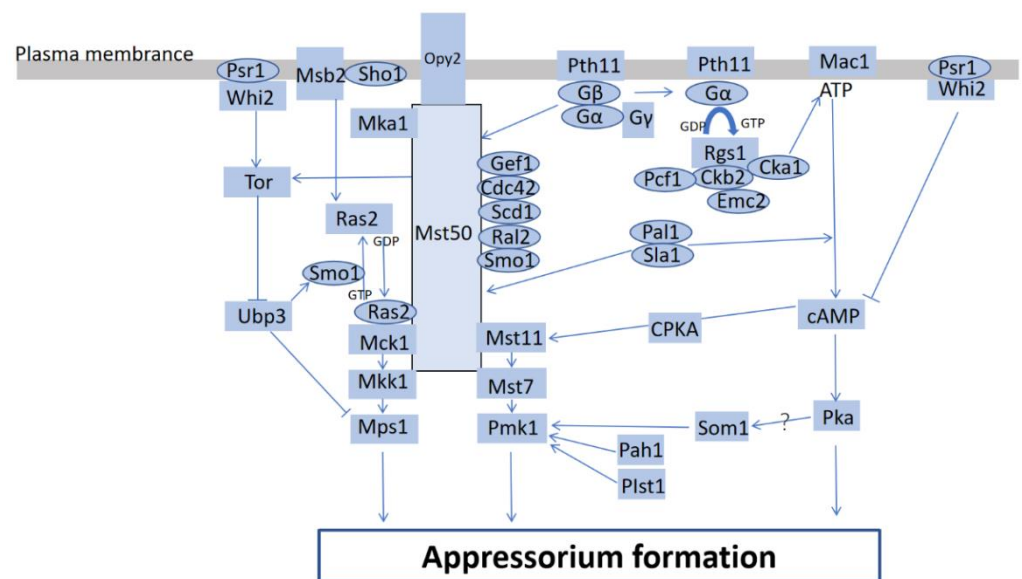 Plasma membrance
Psr1
Whi2
Msb2
Sho1
Opy2
Pth11
Gβ
Gα
Gγ
Pth11
Gα
GDP
GTP
Mac1
ATP
Psr1
Whi2
Mka1
Rgs1
Cka1
Pcf1
Ckb2
Emc2
Tor
Gef1
Cdc42
Scd1
Ral2
Smo1
Ras2
Mst50
Pal1
Sla1
GDP
Smo1
GTP
Ubp3
Ras2
Mck1
Mkk1
Mps1
Mst11
Mst7
Pmk1
CPKA
cAMP
Som1
?
Pka
Pah1
Plst1
Appressorium formation